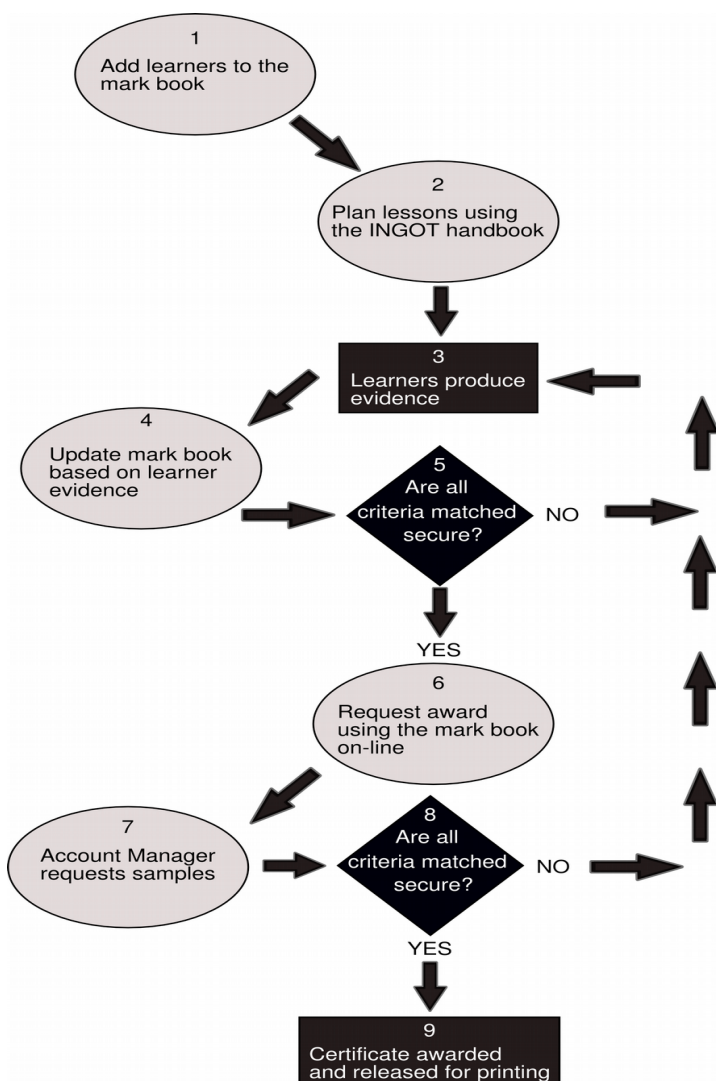 1
Add learners to the
mark book
2
Plan lessons using
the INGOT handbook
3
Learners produce
evidence
4
Update mark book
based on learner
evidence
5
Are all
criteria matched
secure?
NO
YES
6
Request award
using the mark book
on-line
7
Account Manager
requests samples
8
Are all
criteria matched
secure?
NO
YES
9
Certificate awarded
and released for printing